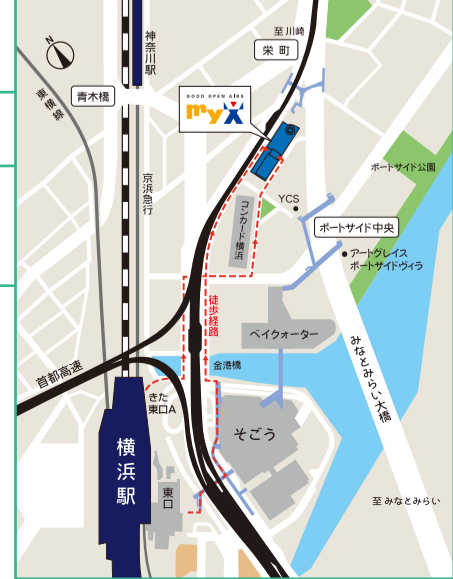 神奈川駅
至 川崎
栄 町
N
東横線
青木橋
GOOD OPEN AIRS
myX
ポートサイド公園
京浜急行
コンカード横浜
YCS
ポートサイド中央
アートグレイス
ポートサイドヴィラ
徒歩経路
ベイクォーター
みなとみらい大橋
首都高速
金港橋
きた
東口A
そごう
横浜駅
東口
至 みなとみらい